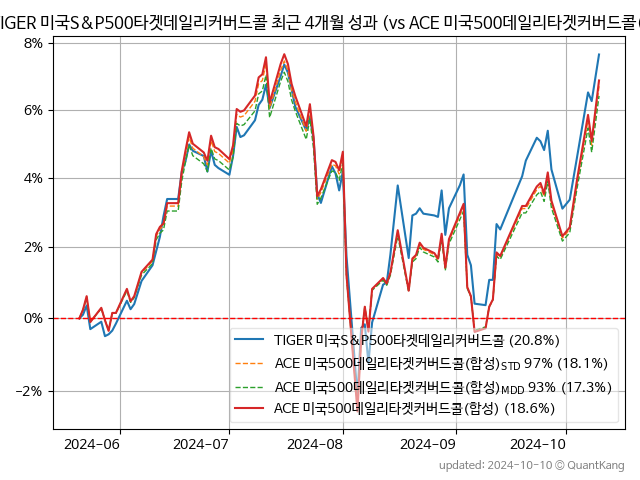 TIGER 미국S&P500타겟데일리커버드콜 최근 4개월 성과 (vs ACE 미국500데일리타겟커버드콜(
8%
6%
4%
2%
0%
−2%
TIGER 미국S&P500타겟데일리커버드콜 (20.8%)
ACE 미국500데일리타겟커버드콜(합성)STD 97% (18.1%)
ACE 미국500데일리타겟커버드콜(합성)MDD 93% (17.3%)
ACE 미국500데일리타겟커버드콜(합성) (18.6%)
2024-06 2024-07 2024-08 2024-09 2024-10
updated: 2024-10-10 © QuantKang